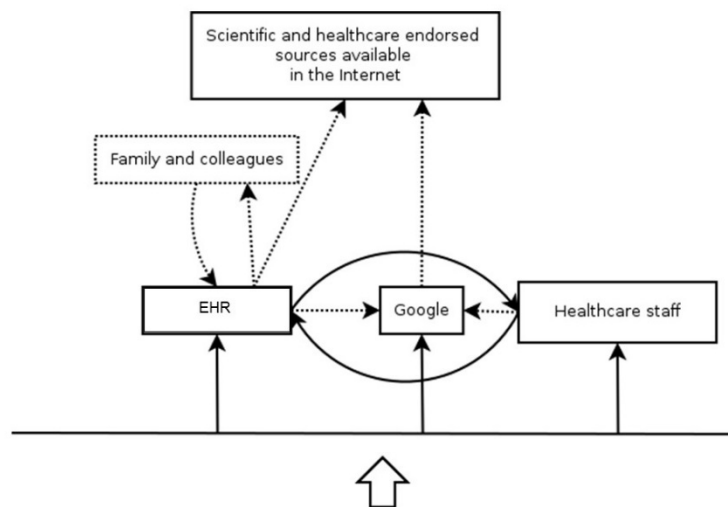 Scientific and healthcare endorsed
sources available
in the Internet
Family and colleagues
EHR
Google
Healthcare staff